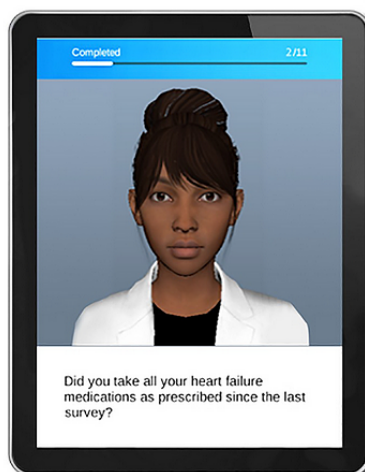 Completed 2/11
Did you take all your heart failure
medications as prescribed since the last
survey?